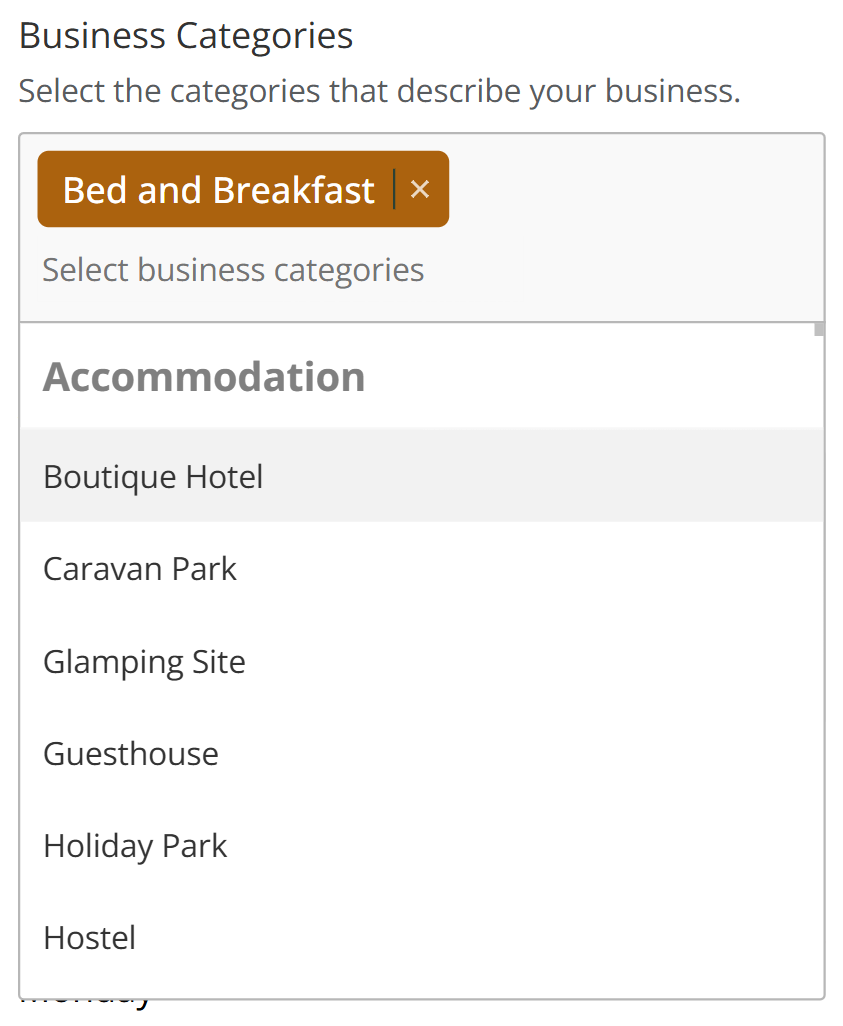 Business Categories
Select the categories that describe your business.
Bed and Breakfast ×
Select business categories
Accommodation
Boutique Hotel
Caravan Park
Glamping Site
Guesthouse
Holiday Park
Hostel